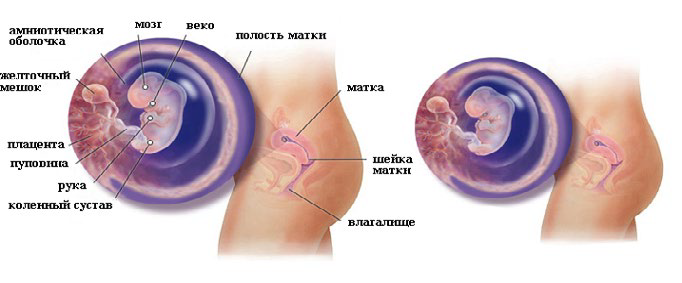 амниотическая
оболочка
мозг
веко
полость матки
желточный
мешок
матка
плацента
пуповина
шейка
матки
рука
коленный сустав
влагалище